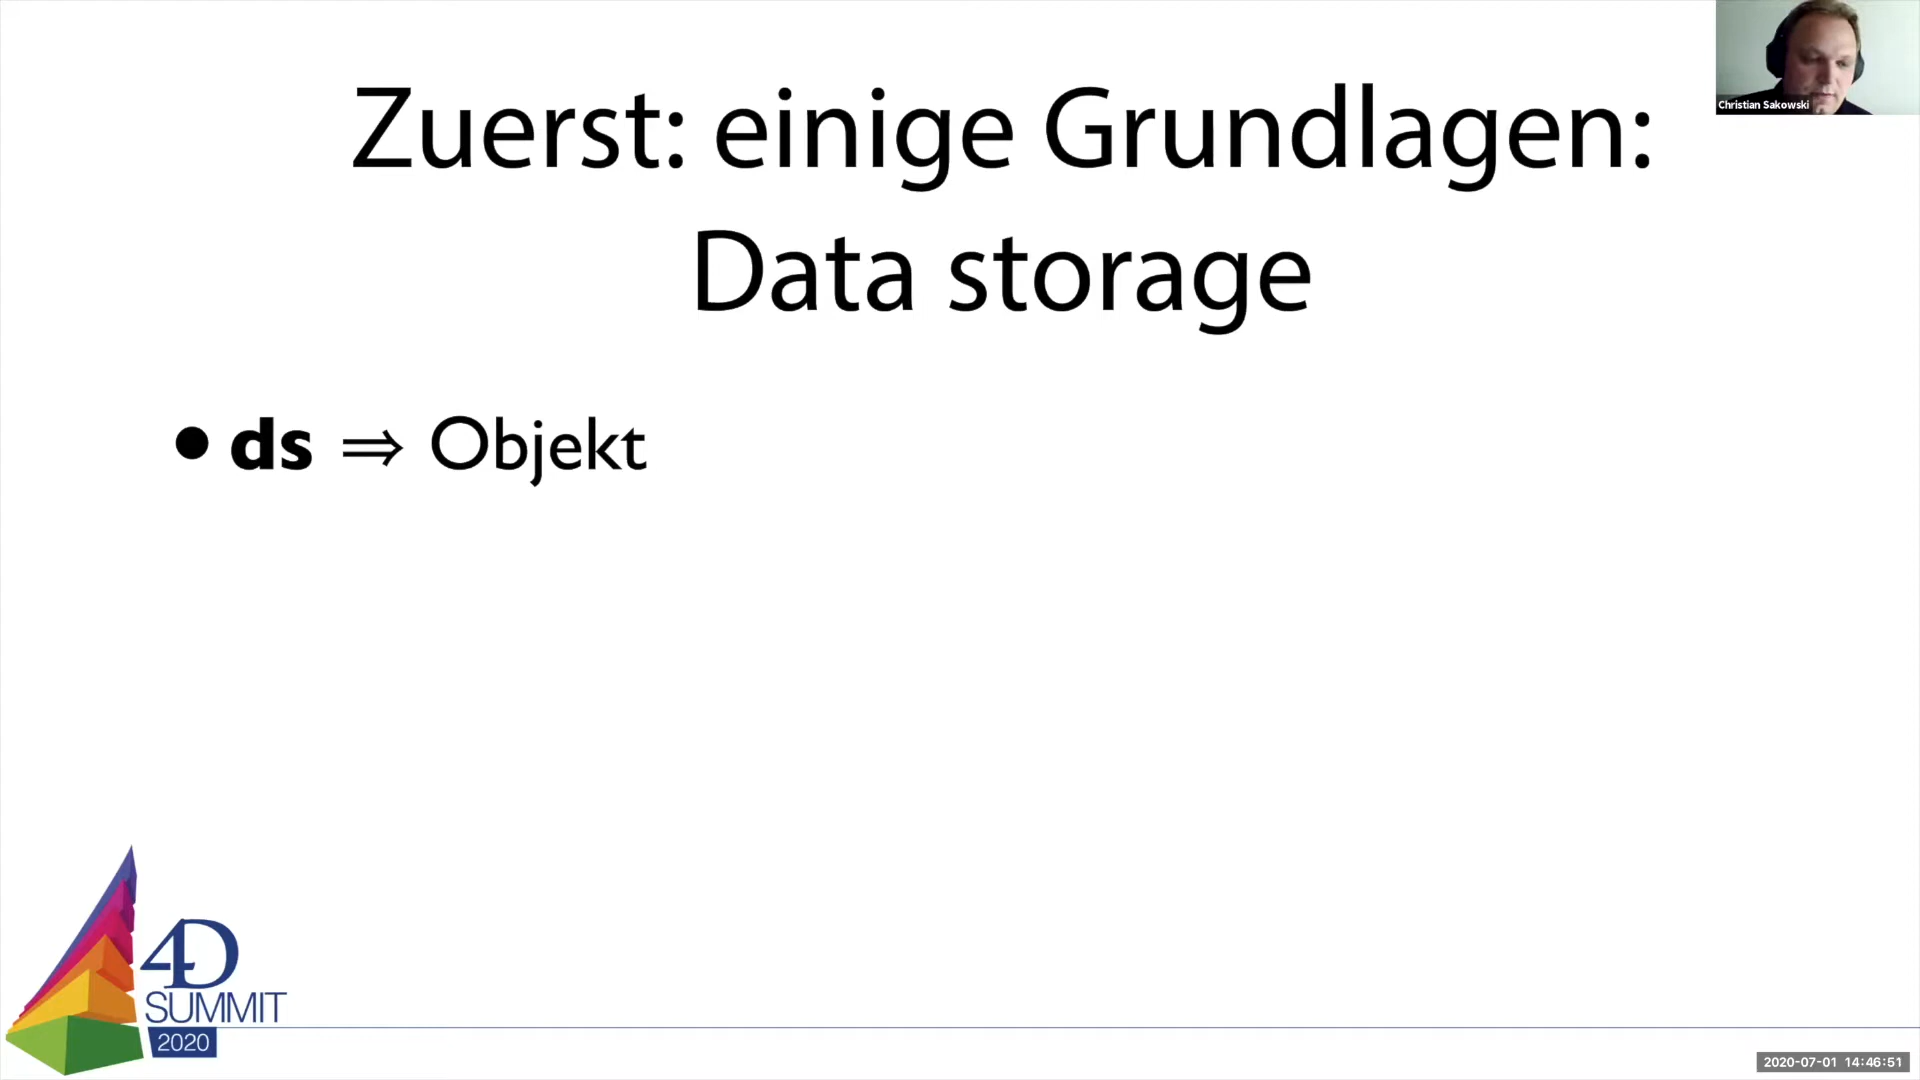 Christian Sakowski
Zuerst: einige Grundlagen:
Data storage
• ds ⇒ Objekt
4D
SUMMIT
2020
2020-07-01 14:46:51